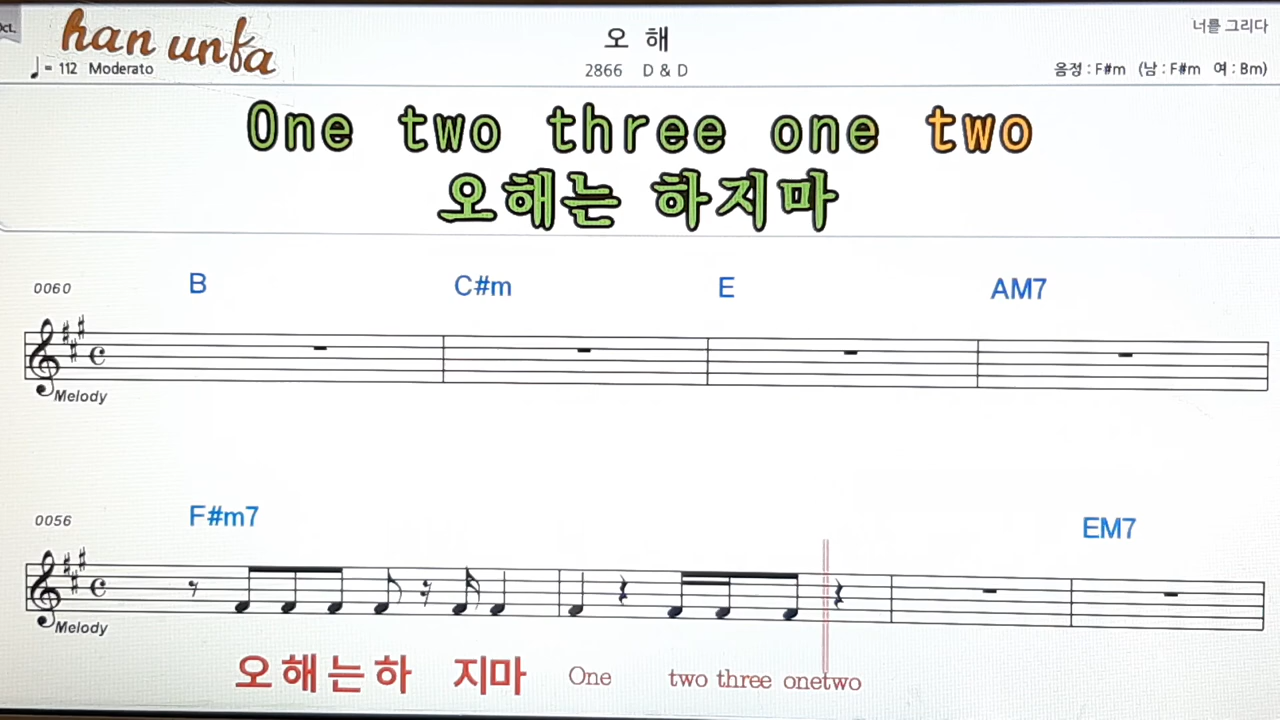 han unfa
오 해
너를 그리다
= 112 Moderato
2866 D & D
음정 : F#m (남 : F#m 여 : Bm)
One two three one two
오해는 하지마
0060 B C#m E AM7
Melody
0056 F#m7 EM7
Melody
오 해 는 하 지마 One two three onetwo